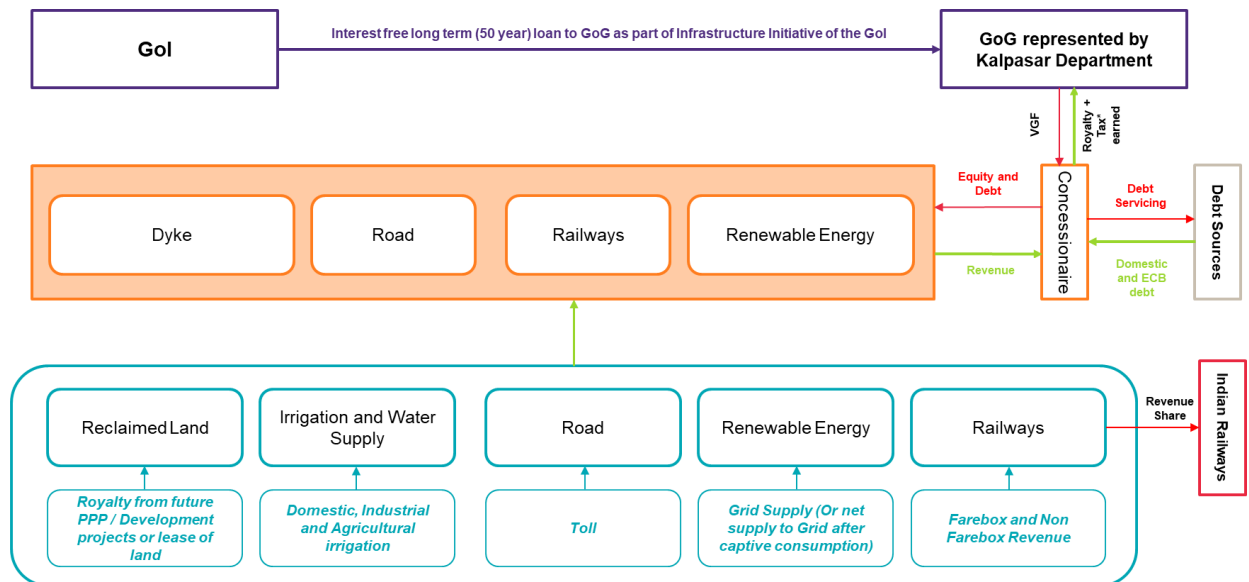 GoI
Interest free long term (50 year) loan to GoG as part of Infrastructure Initiative of the GoI
GoG represented by
Kalpasar Department
VGF
Royalty +
Tax*
earned
Dyke
Road
Railways
Renewable Energy
Equity and
Debt
Revenue
Concessionaire
Debt
Servicing
Domestic
and ECB
debt
Debt Sources
Reclaimed Land
Irrigation and Water
Supply
Road
Renewable Energy
Railways
Revenue
Share
Indian
Railways
Royalty from future
PPP / Development
projects or lease of
land
Domestic, Industrial
and Agricultural
irrigation
Toll
Grid Supply (Or net
supply to Grid after
captive consumption)
Farebox and Non
Farebox Revenue